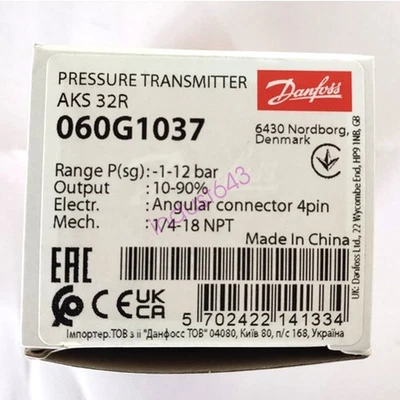 PRESSURE TRANSMITTER
AKS 32R
060G1037
Danfoss
6430 Nordborg,
Denmark
Range P(sg): -1-12 bar
Output : 10-90%
Electr. : Angular connector 4pin
Mech. : 1/4-18 NPT
Made In China
EAC
CE UK CA
5 702422 141334
Імпортер.ТОВ з іі "Данфосс ТОВ" 04080, Київ 80, п/с 168, Україна
UK: Danfoss Ltd., 22 Wycombe End, HP9 1NB, GB